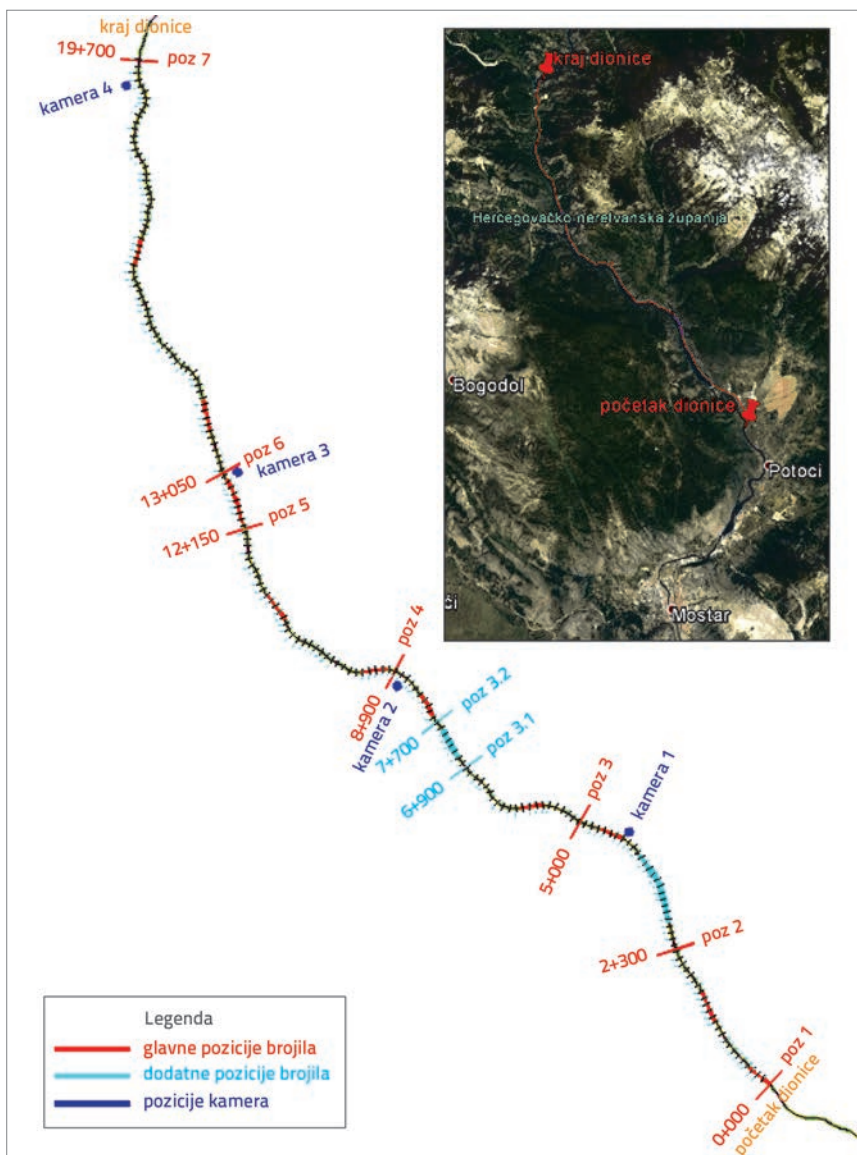 kraj dionice
19+700
poz 7
kamera 4
kraj dionice
Hercegovačko neretvanska županija
Bogodol
početak dionice
Potoci
Mostar
či
poz 6
kamera 3
13+050
12+150
poz 5
poz 4
8+900
kamera 2
poz 3.2
7+700
poz 3.1
6+900
poz 3
kamera 1
5+000
2+300
poz 2
poz 1
0+000
početak dionice
Legenda
glavne pozicije brojila
dodatne pozicije brojila
pozicije kamera